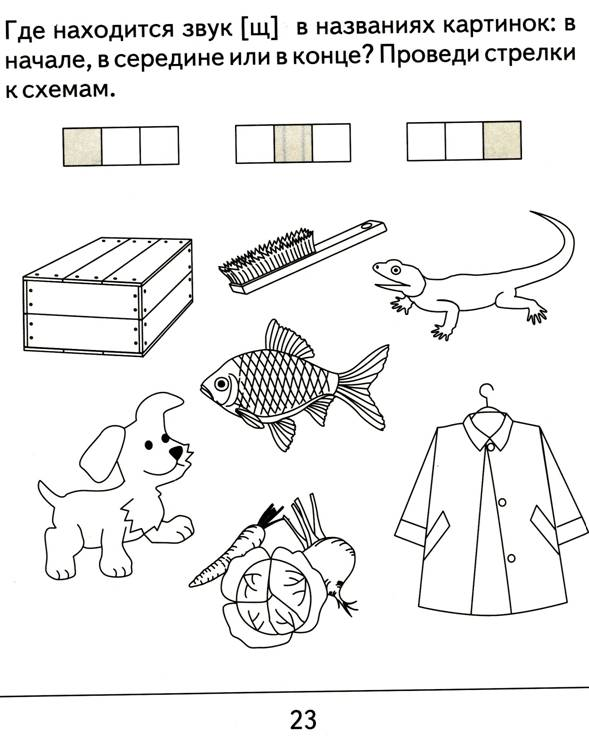 Где находится звук [щ] в названиях картинок: в
начале, в середине или в конце? Проведи стрелки
к схемам.
23